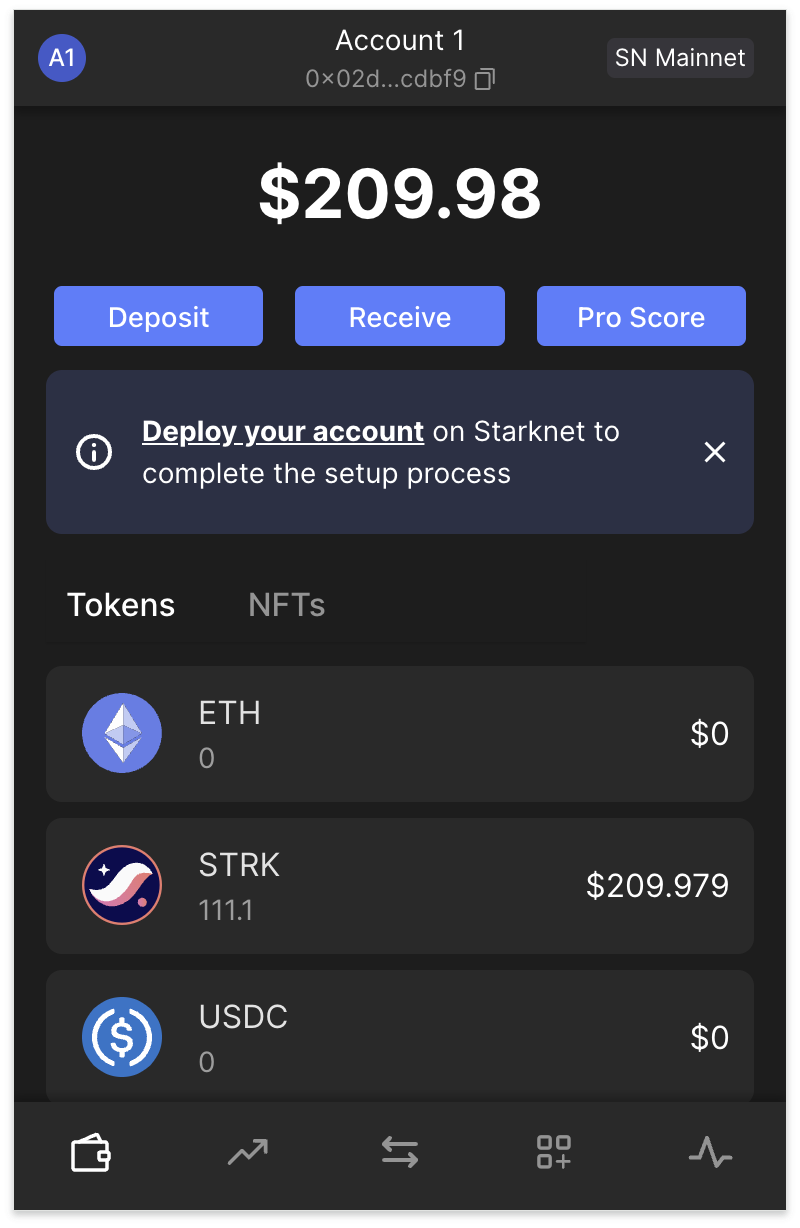 A1
Account 1
0×02d...cdbf9
SN Mainnet
$209.98
Deposit
Receive
Pro Score
Deploy your account on Starknet to
complete the setup process
Tokens
NFTs
ETH
0
$0
STRK
111.1
$209.979
USDC
0
$0